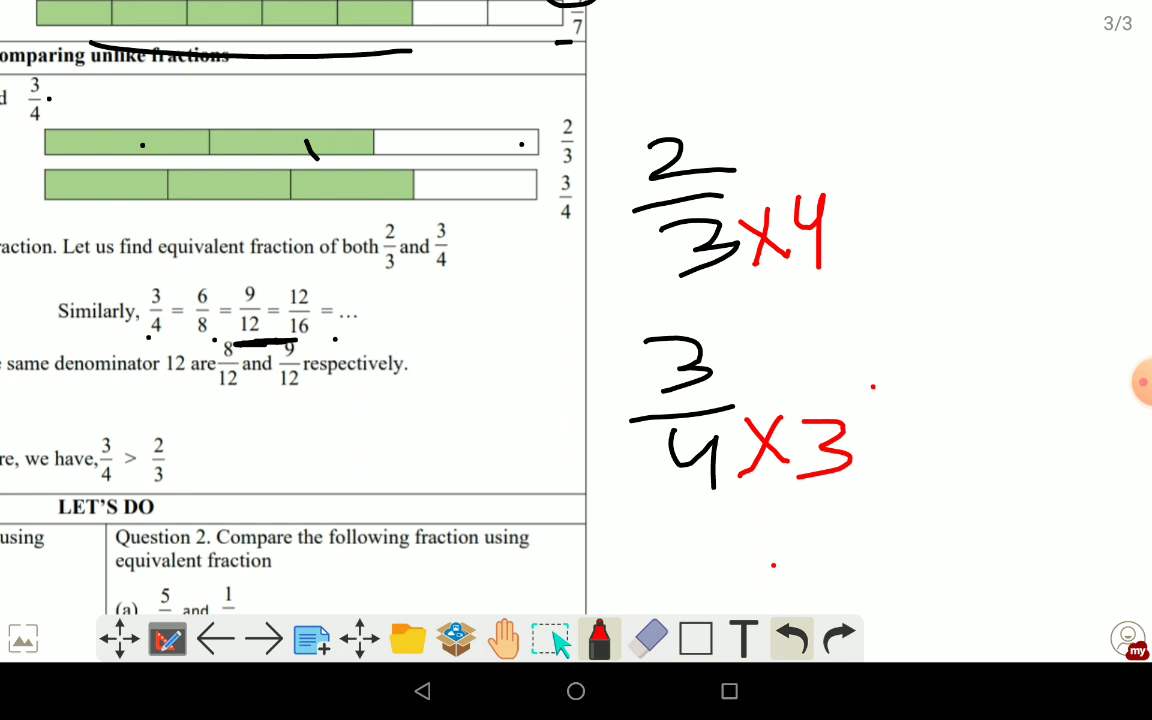 7
3/3
omparing unlike fractions
d 3/4
2/3
3/4
raction. Let us find equivalent fraction of both 2/3 and 3/4
Similarly, 3/4 = 6/8 = 9/12 = 12/16 = ...
e same denominator 12 are 8/12 and 9/12 respectively.
re, we have, 3/4 > 2/3
LET'S DO
using
Question 2. Compare the following fraction using
equivalent fraction
(a) 5 and 1
2/3 × 4
3/4 × 3
T
my